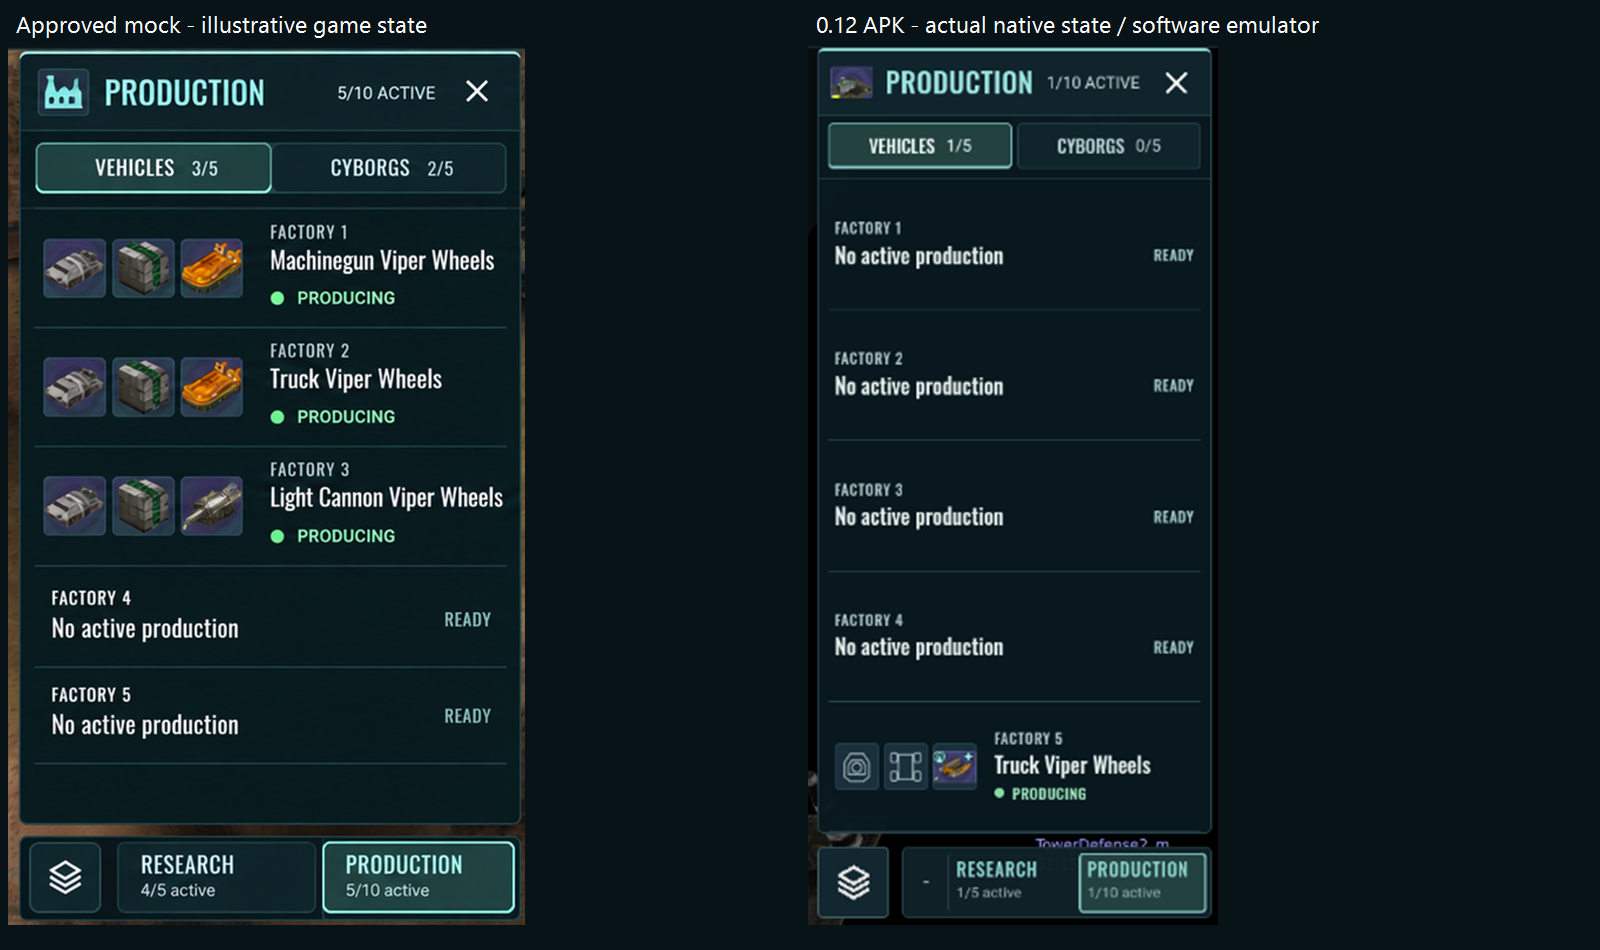 Approved mock - illustrative game state
PRODUCTION
5/10 ACTIVE
VEHICLES 3/5
CYBORGS 2/5
FACTORY 1
Machinegun Viper Wheels
PRODUCING
FACTORY 2
Truck Viper Wheels
PRODUCING
FACTORY 3
Light Cannon Viper Wheels
PRODUCING
FACTORY 4
No active production
READY
FACTORY 5
No active production
READY
RESEARCH
4/5 active
PRODUCTION
5/10 active
0.12 APK - actual native state / software emulator
PRODUCTION
1/10 ACTIVE
VEHICLES 1/5
CYBORGS 0/5
FACTORY 1
No active production
READY
FACTORY 2
No active production
READY
FACTORY 3
No active production
READY
FACTORY 4
No active production
READY
FACTORY 5
Truck Viper Wheels
PRODUCING
TowerDefense2_m
-
RESEARCH
1/5 active
PRODUCTION
1/10 active